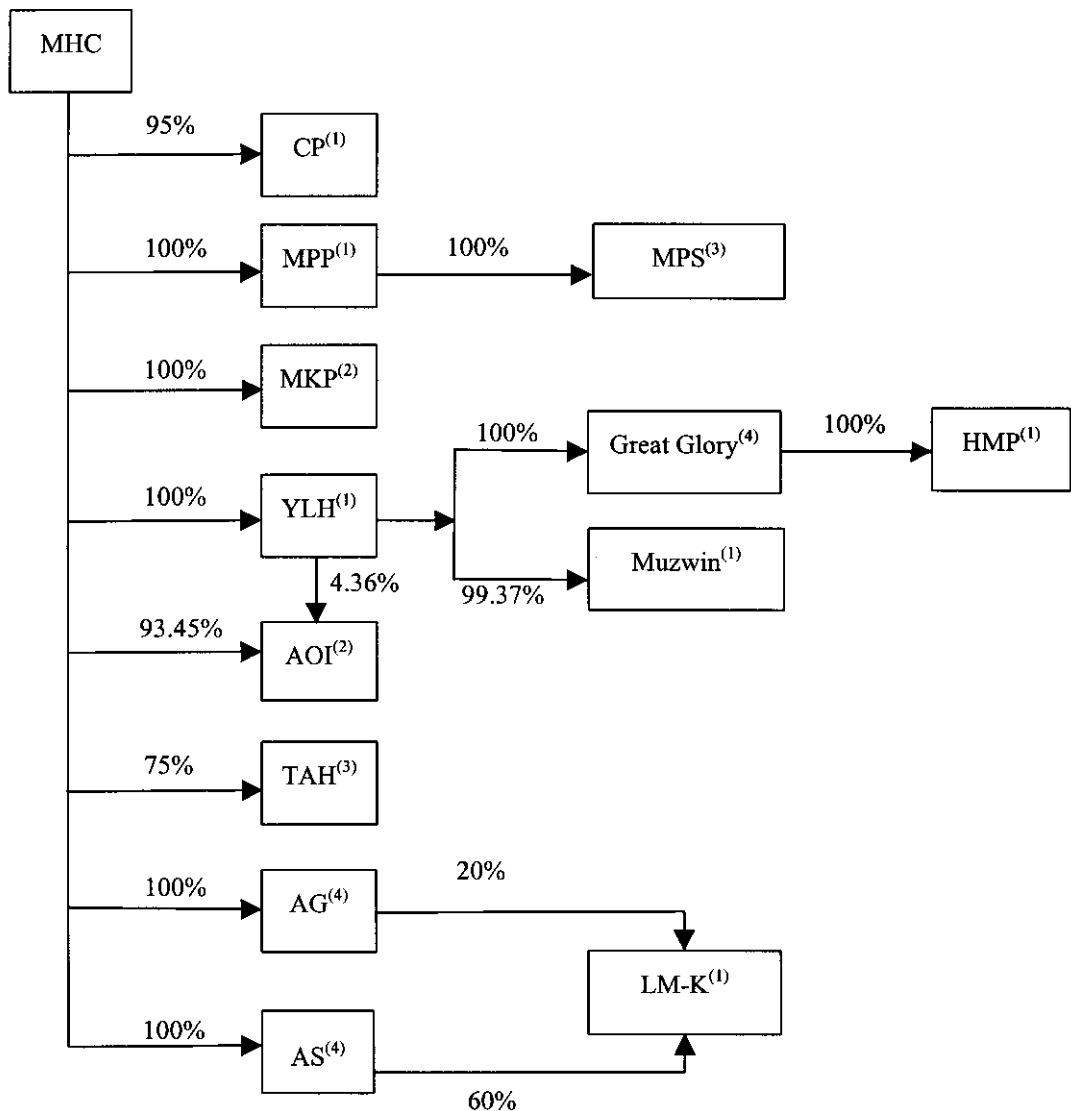 MHC
95%
CP(1)
100%
MPP(1)
100%
MPS(3)
100%
MKP(2)
100%
Great Glory(4)
100%
HMP(1)
100%
YLH(1)
Muzwin(1)
4.36%
99.37%
93.45%
AOI(2)
75%
TAH(3)
100%
AG(4)
20%
LM-K(1)
100%
AS(4)
60%